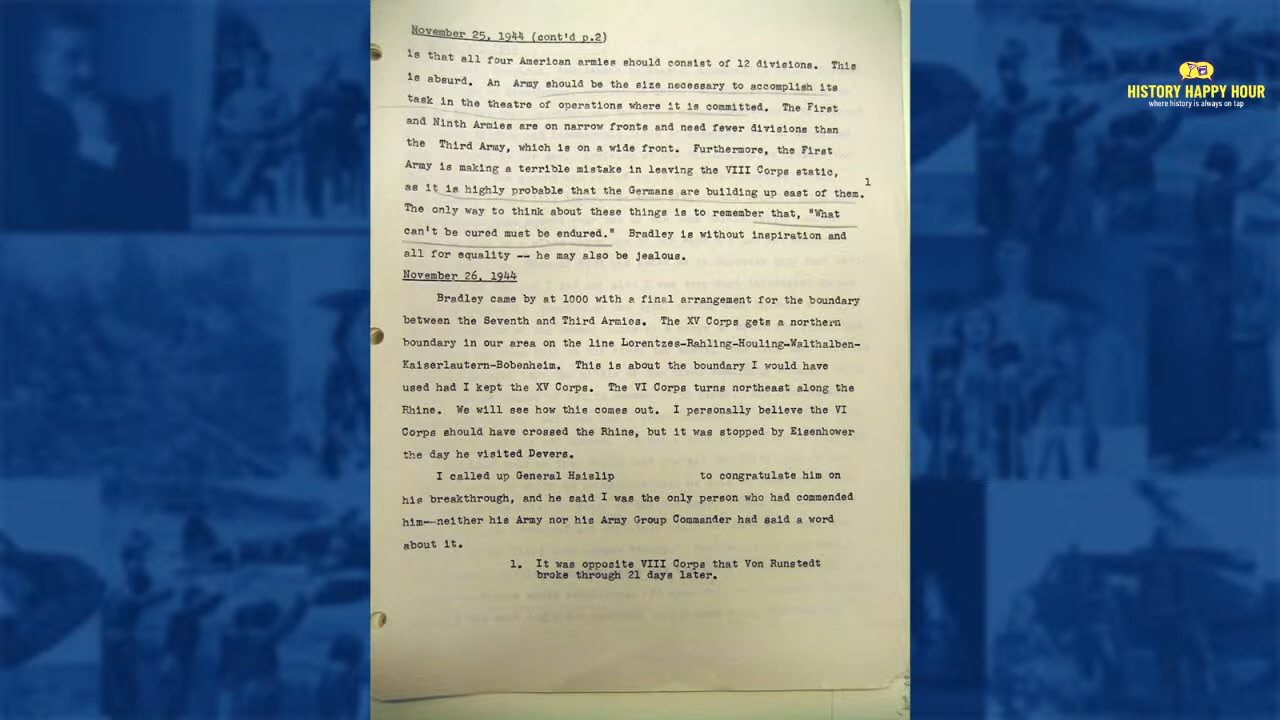 November 25, 1944 (cont'd p.2)
is that all four American armies should consist of 12 divisions. This
is absurd. An Army should be the size necessary to accomplish its
task in the theatre of operations where it is committed. The First
and Ninth Armies are on narrow fronts and need fewer divisions than
the Third Army, which is on a wide front. Furthermore, the First
Army is making a terrible mistake in leaving the VIII Corps static,
as it is highly probable that the Germans are building up east of them. 1
The only way to think about these things is to remember that, "What
can't be cured must be endured." Bradley is without inspiration and
all for equality -- he may also be jealous.
November 26, 1944
Bradley came by at 1000 with a final arrangement for the boundary
between the Seventh and Third Armies. The XV Corps gets a northern
boundary in our area on the line Lorentzes-Rahling-Houling-Walthalben-
Kaiserlautern-Bobenheim. This is about the boundary I would have
used had I kept the XV Corps. The VI Corps turns northeast along the
Rhine. We will see how this comes out. I personally believe the VI
Corps should have crossed the Rhine, but it was stopped by Eisenhower
the day he visited Devers.
I called up General Haislip to congratulate him on
his breakthrough, and he said I was the only person who had commended
him--neither his Army nor his Army Group Commander had said a word
about it.
1. It was opposite VIII Corps that Von Runstedt
broke through 21 days later.
HISTORY HAPPY HOUR
where history is always on tap